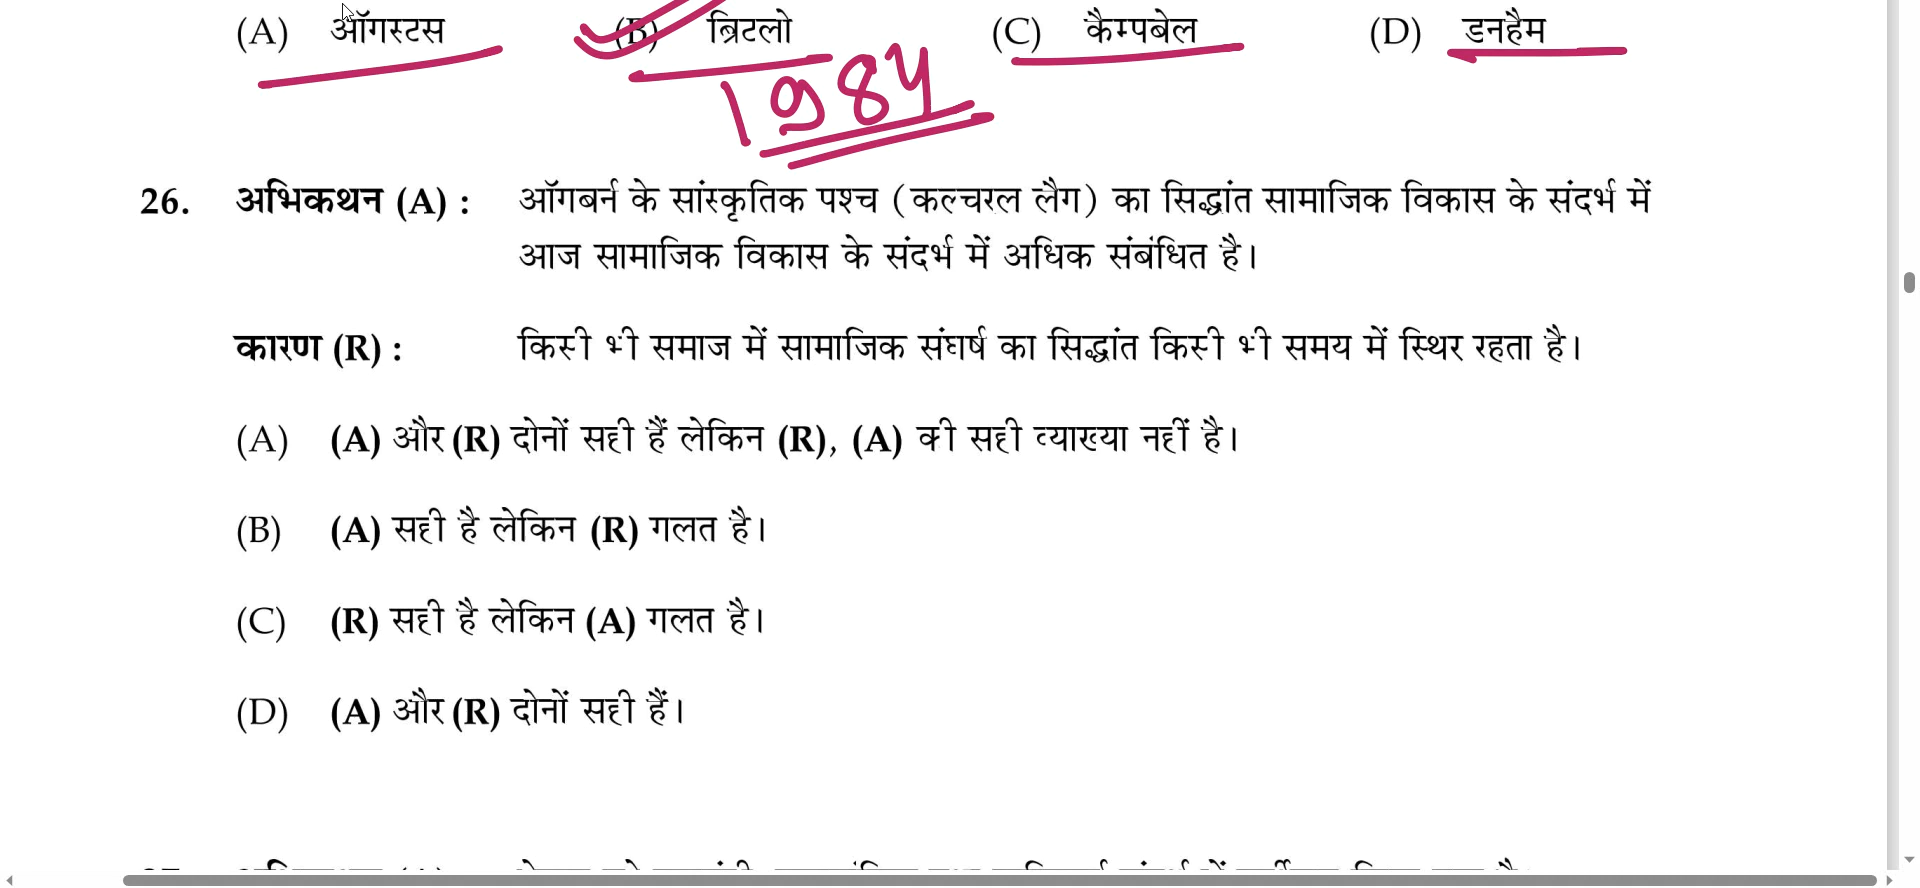 (A) ऑगस्टस (B) ब्रिटलो (C) कैम्पबेल (D) डनहैम
1984
26. अभिकथन (A) : ऑगबर्न के सांस्कृतिक पश्च (कल्चरल लैग) का सिद्धांत सामाजिक विकास के संदर्भ में
आज सामाजिक विकास के संदर्भ में अधिक संबंधित है।
कारण (R) : किसी भी समाज में सामाजिक संघर्ष का सिद्धांत किसी भी समय में स्थिर रहता है।
(A) (A) और (R) दोनों सही हैं लेकिन (R), (A) की सही व्याख्या नहीं है।
(B) (A) सही है लेकिन (R) गलत है।
(C) (R) सही है लेकिन (A) गलत है।
(D) (A) और (R) दोनों सही हैं।